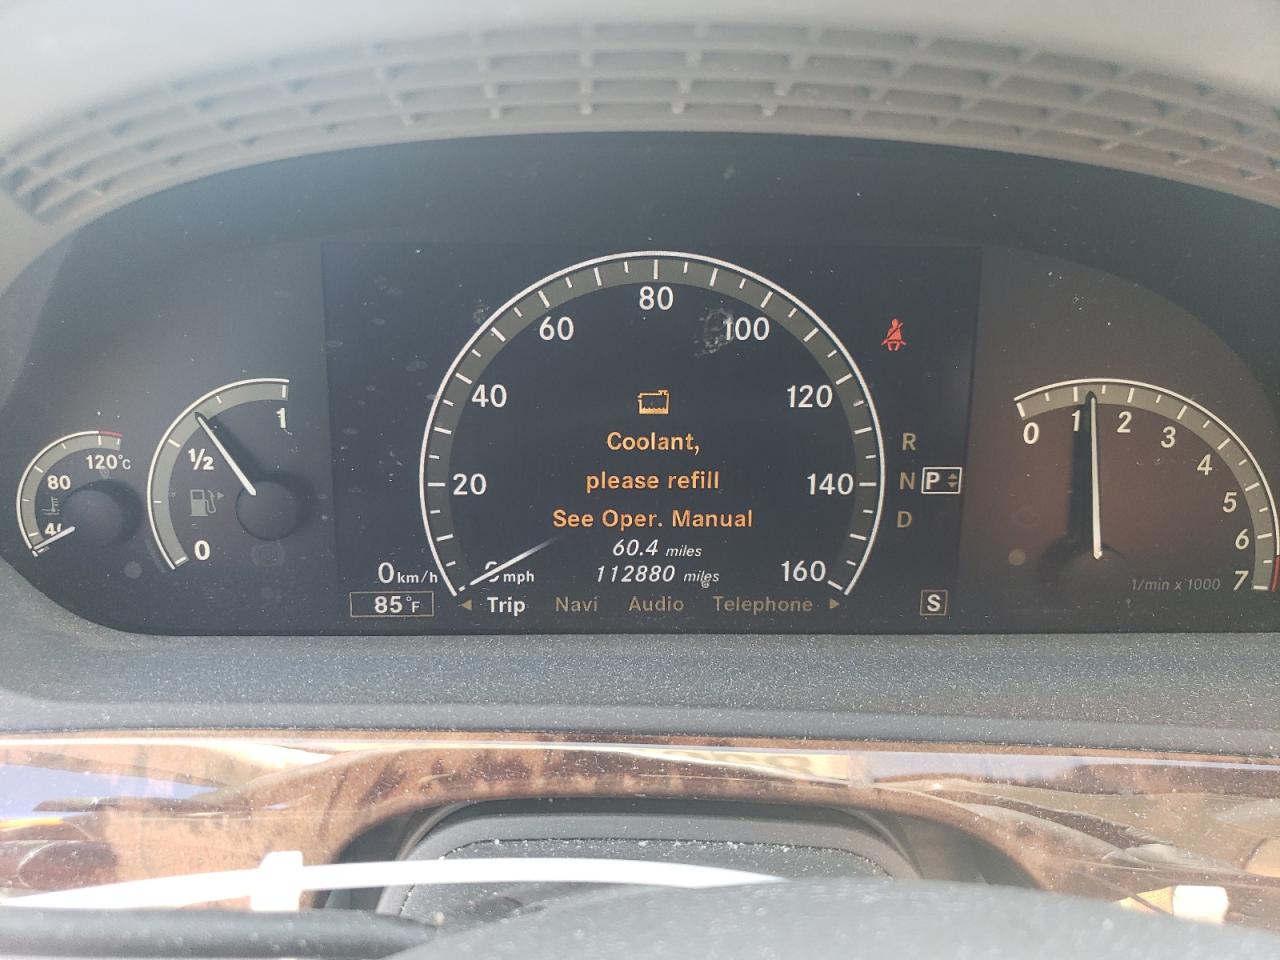 80
60
100
40
120
20
140
160
Coolant,
please refill
See Oper. Manual
60.4 miles
112880 miles
0 km/h
0 mph
85°F
Trip Navi Audio Telephone
R
N P
D
S
120°C
80
40
1
1/2
0
0 1 2 3 4 5 6 7
1/min x 1000